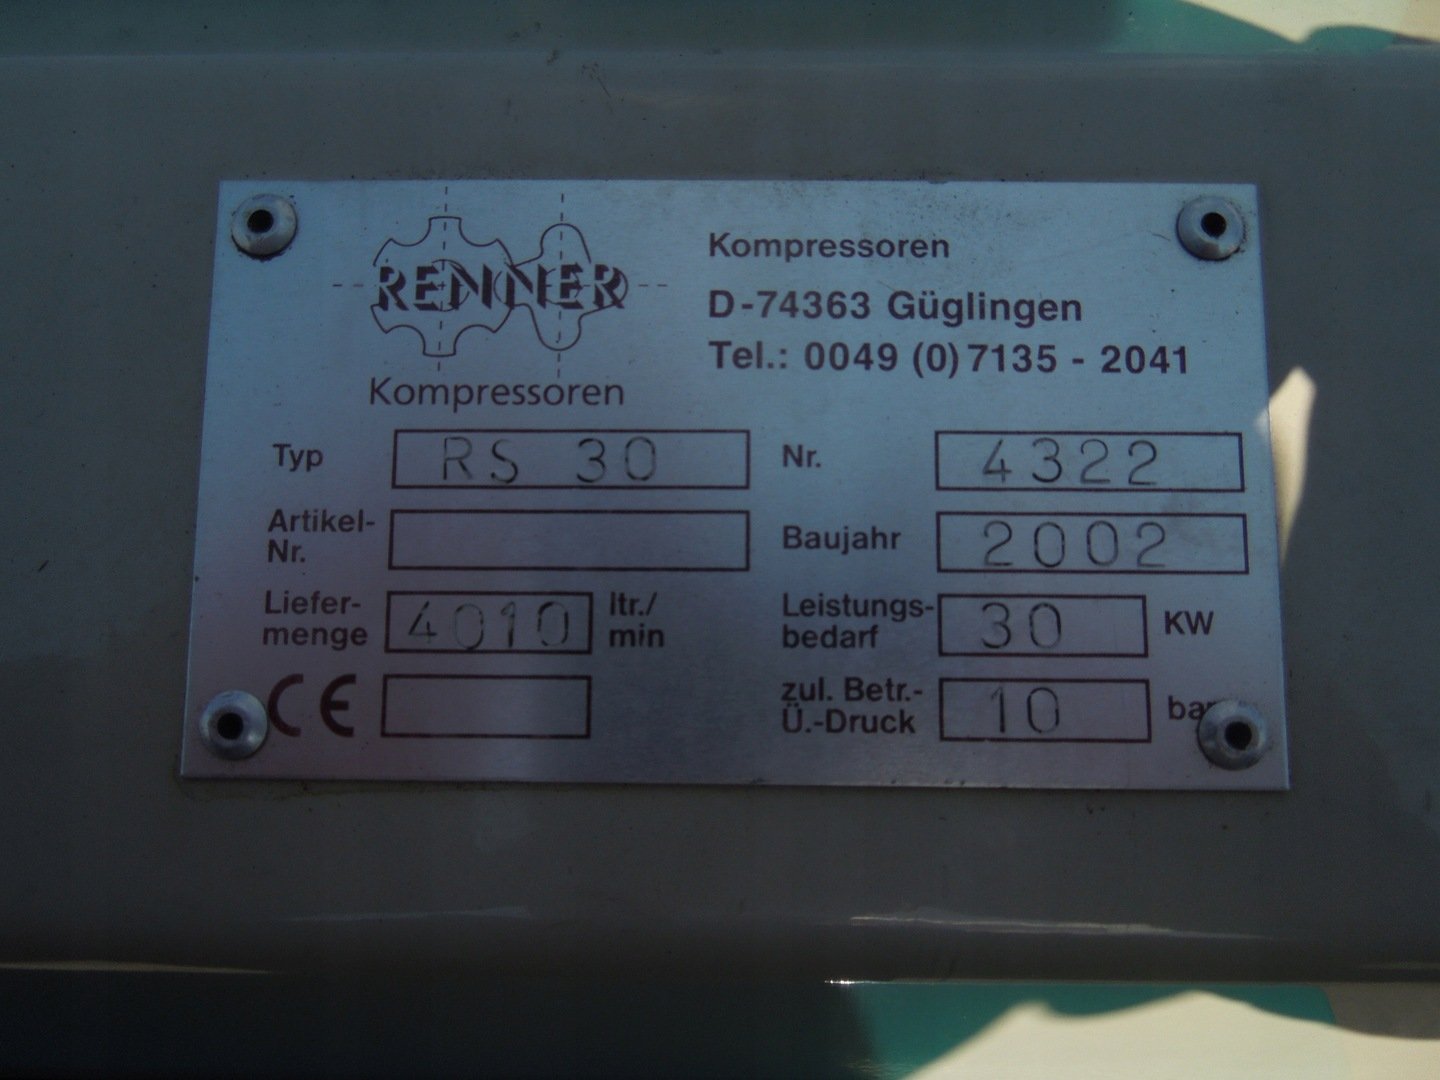 RENNER
Kompressoren
Kompressoren
D-74363 Güglingen
Tel.: 0049 (0) 7135 - 2041
Typ RS 30 Nr. 4322
Artikel-
Nr. Baujahr 2002
Liefer-
menge 4010 ltr./
min Leistungs-
bedarf 30 KW
CE zul. Betr.-
Ü.-Druck 10 bar